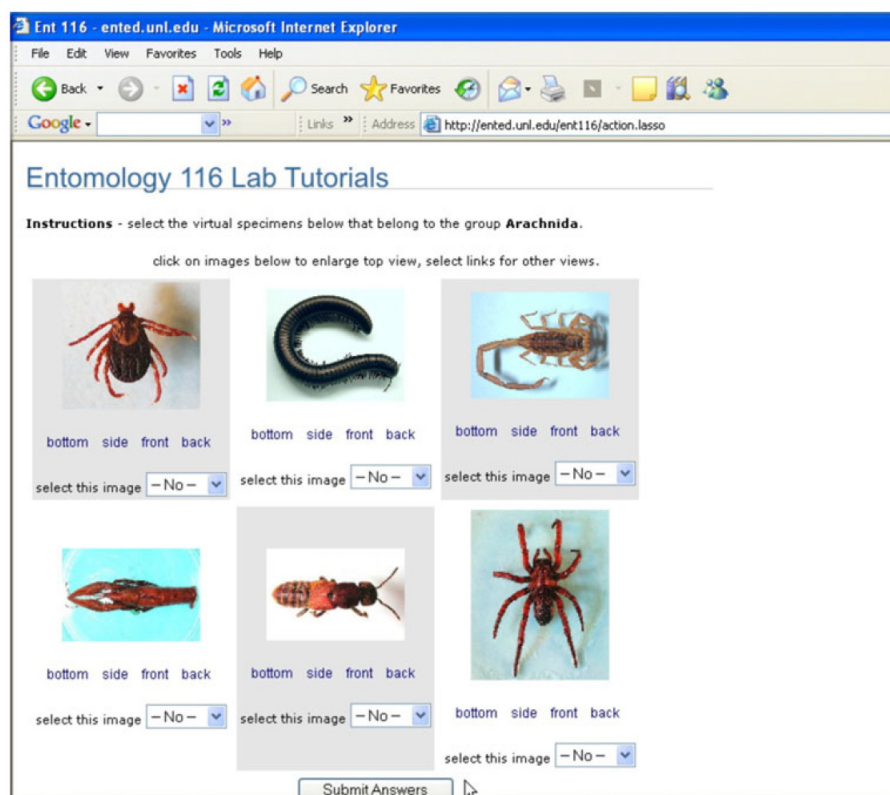 Ent 116 - ented.unl.edu - Microsoft Internet Explorer
File Edit View Favorites Tools Help
Back Search Favorites
Google Links » Address http://ented.unl.edu/ent116/action.lasso
Entomology 116 Lab Tutorials
Instructions - select the virtual specimens below that belong to the group Arachnida.
click on images below to enlarge top view, select links for other views.
bottom side front back
select this image – No –
bottom side front back
select this image – No –
bottom side front back
select this image – No –
bottom side front back
select this image – No –
bottom side front back
select this image – No –
bottom side front back
select this image – No –
Submit Answers